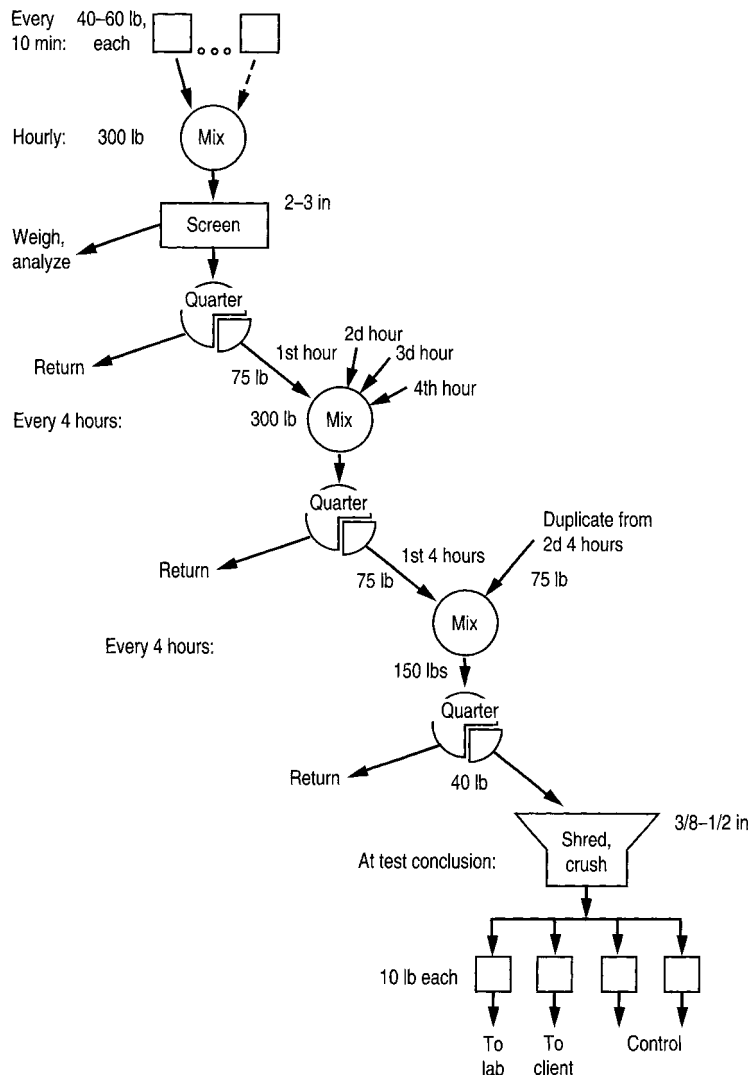 Every 40–60 lb,
10 min: each
Hourly: 300 lb Mix
2–3 in
Screen
Weigh,
analyze
Quarter
Return
75 lb
1st hour
2d hour
3d hour
4th hour
Every 4 hours: 300 lb Mix
Quarter
Return
75 lb
1st 4 hours
Duplicate from
2d 4 hours
75 lb
Mix
Every 4 hours:
150 lbs
Quarter
Return
40 lb
3/8–1/2 in
Shred,
crush
At test conclusion:
10 lb each
To
lab
To
client
Control